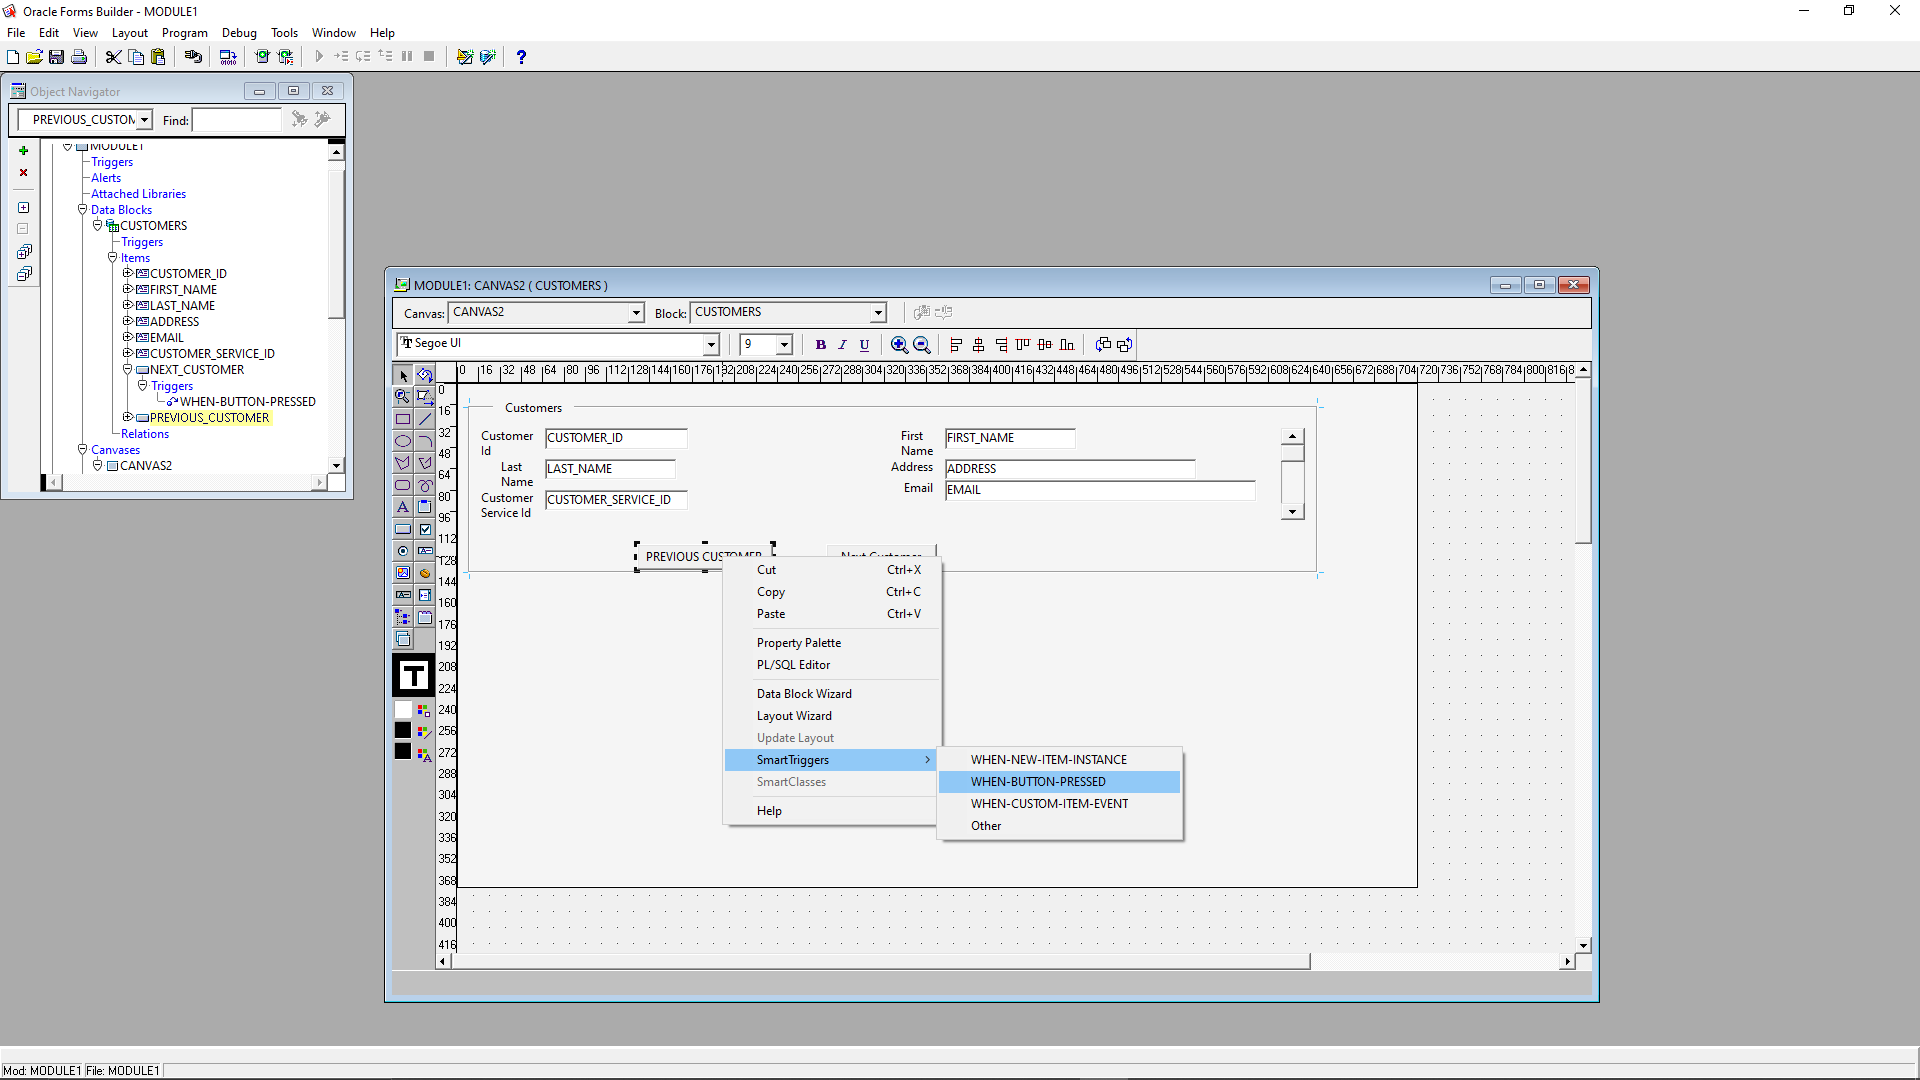 Oracle Forms Builder - MODULE1
File Edit View Layout Program Debug Tools Window Help
Object Navigator
PREVIOUS_CUSTOM Find:
MODULE1
Triggers
Alerts
Attached Libraries
Data Blocks
CUSTOMERS
Triggers
Items
CUSTOMER_ID
FIRST_NAME
LAST_NAME
ADDRESS
EMAIL
CUSTOMER_SERVICE_ID
NEXT_CUSTOMER
Triggers
WHEN-BUTTON-PRESSED
PREVIOUS_CUSTOMER
Relations
Canvases
CANVAS2
MODULE1: CANVAS2 ( CUSTOMERS )
Canvas: CANVAS2 Block: CUSTOMERS
Segoe UI 9 B I U
0 16 32 48 64 80 96 112 128 144 160 176 192 208 224 240 256 272 288 304 320 336 352 368 384 400 416 432 448 464 480 496 512 528 544 560 576 592 608 624 640 656 672 688 704 720 736 752 768 784 800 816 8
0
16
32
48
64
80
96
112
128
144
160
176
192
208
224
240
256
272
288
304
320
336
352
368
384
400
416
Customers
Customer Id CUSTOMER_ID First Name FIRST_NAME
Last Name LAST_NAME Address ADDRESS
Customer Service Id CUSTOMER_SERVICE_ID Email EMAIL
PREVIOUS CUSTOMER Next Customer
Cut Ctrl+X
Copy Ctrl+C
Paste Ctrl+V
Property Palette
PL/SQL Editor
Data Block Wizard
Layout Wizard
Update Layout
SmartTriggers
SmartClasses
Help
WHEN-NEW-ITEM-INSTANCE
WHEN-BUTTON-PRESSED
WHEN-CUSTOM-ITEM-EVENT
Other
Mod: MODULE1 File: MODULE1